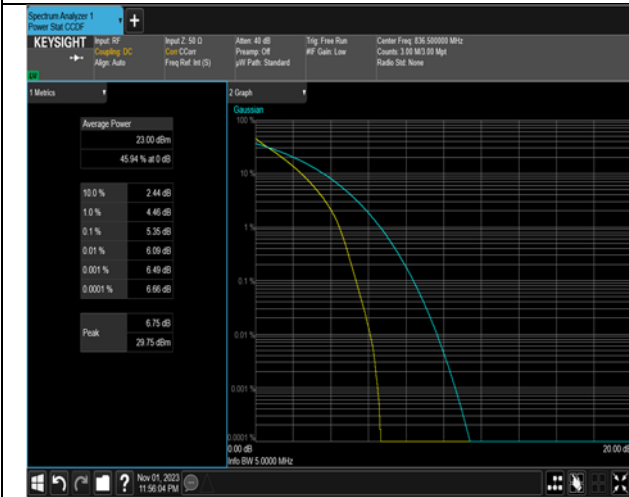 Spectrum Analyzer 1
Power Stat CCDF
+
KEYSIGHT
Input: RF
Coupling: DC
Align: Auto
Input Z: 50 Ω
Corr CCorr
Freq Ref: Int (S)
Atten: 40 dB
Preamp: Off
µW Path: Standard
Trig: Free Run
#IF Gain: Low
Center Freq: 836.500000 MHz
Counts: 3.00 M/3.00 Mpt
Radio Std: None
1 Metrics
Average Power
23.00 dBm
45.94 % at 0 dB
10.0 % 2.44 dB
1.0 % 4.46 dB
0.1 % 5.35 dB
0.01 % 6.09 dB
0.001 % 6.49 dB
0.0001 % 6.66 dB
Peak
6.75 dB
29.75 dBm
2 Graph
Gaussian
100 %
10 %
1 %
0.1 %
0.01 %
0.001 %
0.0001 %
0.00 dB
20.00 dB
Info BW 5.0000 MHz
?
Nov 01, 2023
11:56:04 PM